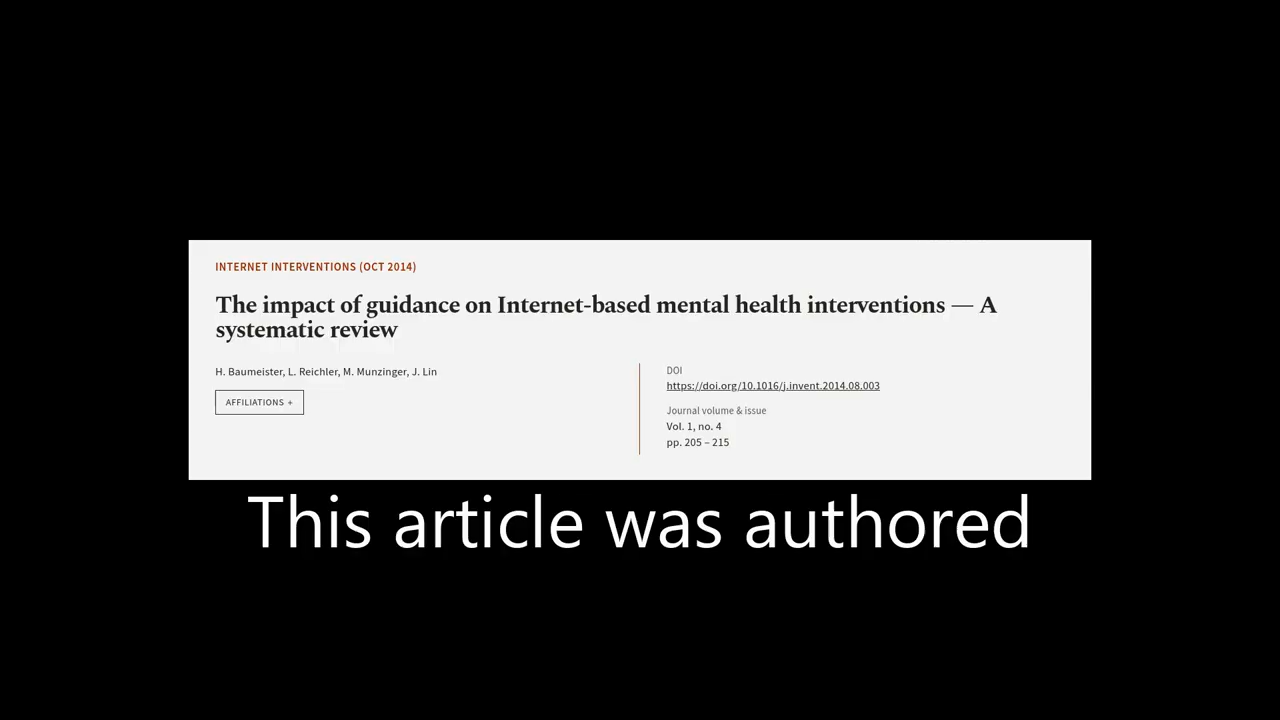 INTERNET INTERVENTIONS (OCT 2014)
The impact of guidance on Internet-based mental health interventions — A
systematic review
H. Baumeister, L. Reichler, M. Munzinger, J. Lin
AFFILIATIONS +
DOI
https://doi.org/10.1016/j.invent.2014.08.003
Journal volume & issue
Vol. 1, no. 4
pp. 205 – 215
This article was authored